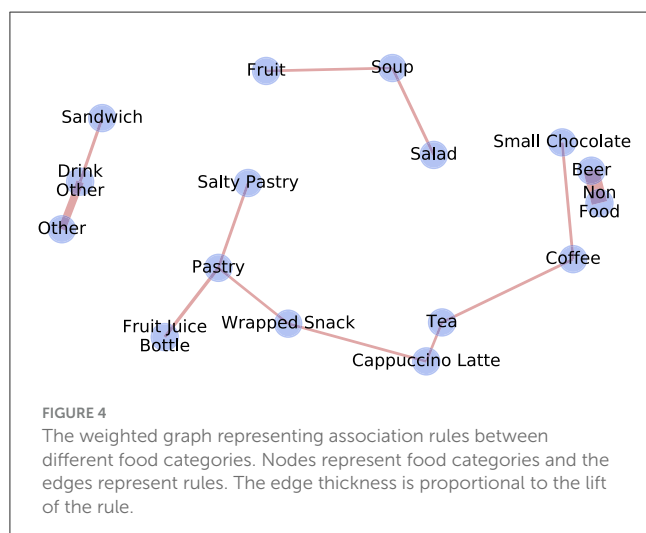 Fruit
Soup
Sandwich
Small Chocolate
Salad
Beer
Drink
Other
Salty Pastry
Non
Food
Other
Coffee
Pastry
Fruit Juice
Bottle
Wrapped Snack
Tea
Cappuccino Latte
FIGURE 4
The weighted graph representing association rules between
different food categories. Nodes represent food categories and the
edges represent rules. The edge thickness is proportional to the lift
of the rule.